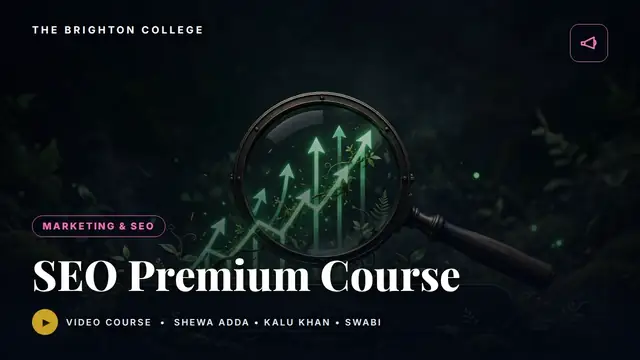 THE BRIGHTON COLLEGE
MARKETING & SEO
SEO Premium Course
VIDEO COURSE • SHEWA ADDA • KALU KHAN • SWABI